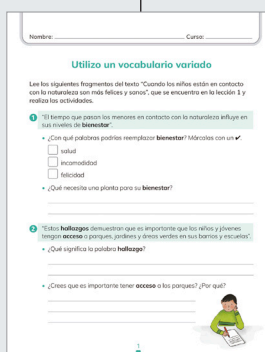 Nombre: Curso:
Utilizo un vocabulario variado
Lee los siguientes fragmentos del texto "Cuando los niños están en contacto
con la naturaleza son más felices y sanos", que se encuentra en la lección 1 y
realiza las actividades.
1 "El tiempo que pasan los menores en contacto con la naturaleza influye en
sus niveles de bienestar".
• ¿Con qué palabras podrías reemplazar bienestar? Márcalas con un ✔.
salud
incomodidad
felicidad
• ¿Qué necesita una planta para su bienestar?
2 "Estos hallazgos demuestran que es importante que los niños y jóvenes
tengan acceso a parques, jardines y áreas verdes en sus barrios y escuelas".
• ¿Qué significa la palabra hallazgo?
• ¿Crees que es importante tener acceso a los parques? ¿Por qué?
1